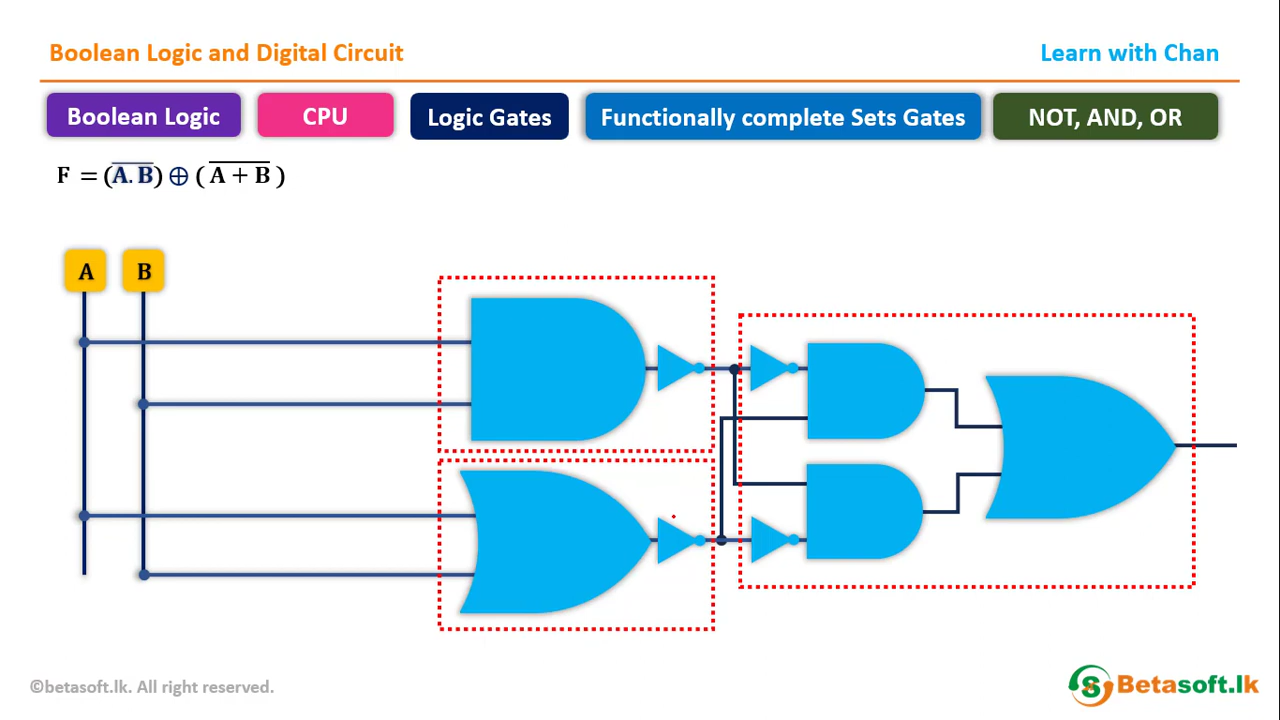 Boolean Logic and Digital Circuit
Learn with Chan
Boolean Logic
CPU
Logic Gates
Functionally complete Sets Gates
NOT, AND, OR
F = (A̅.̅B̅) ⊕ ( A̅ ̅+̅ ̅B̅ )
A
B
©betasoft.lk. All right reserved.
Betasoft.lk